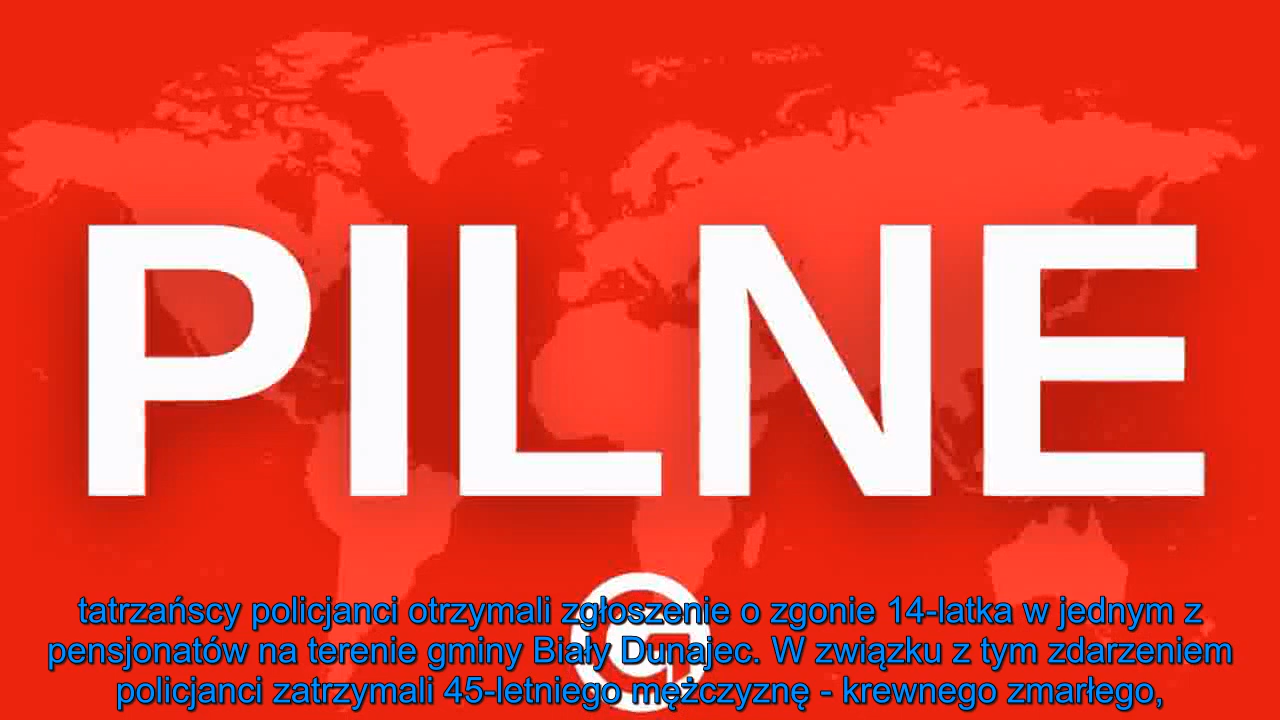 PILNE
tatrzańscy policjanci otrzymali zgłoszenie o zgonie 14-latka w jednym z
pensjonatów na terenie gminy Biały Dunajec. W związku z tym zdarzeniem
policjanci zatrzymali 45-letniego mężczyznę - krewnego zmarłego,